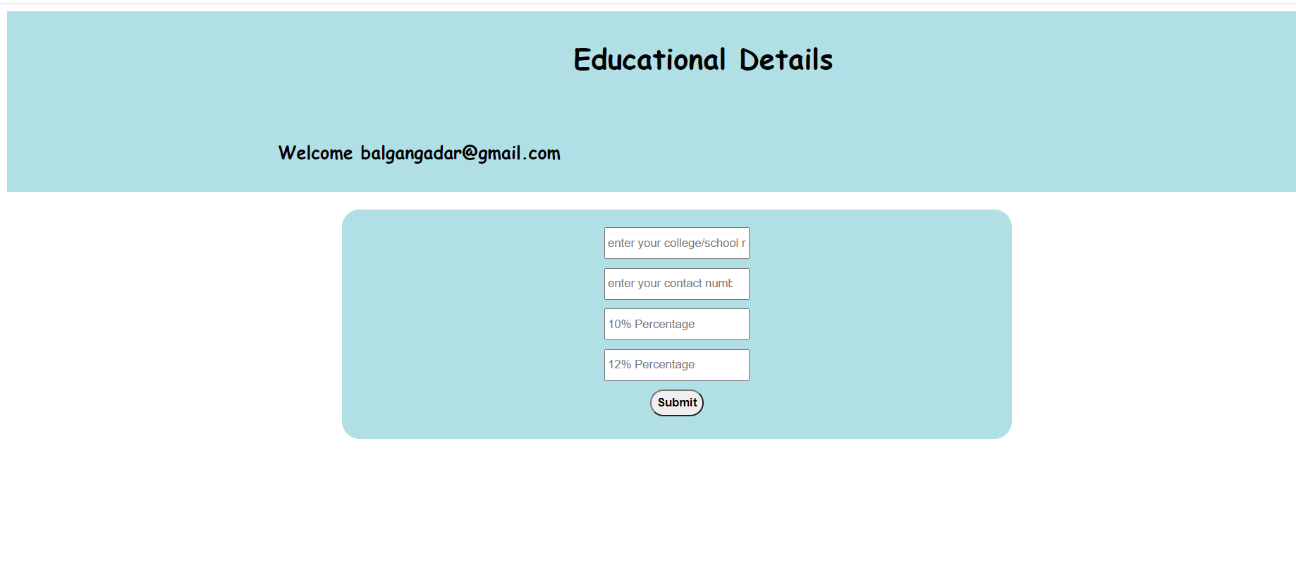 Educational Details
Welcome balgangadar@gmail.com
enter your college/school
enter your contact
10% Percentage
12% Percentage
Submit